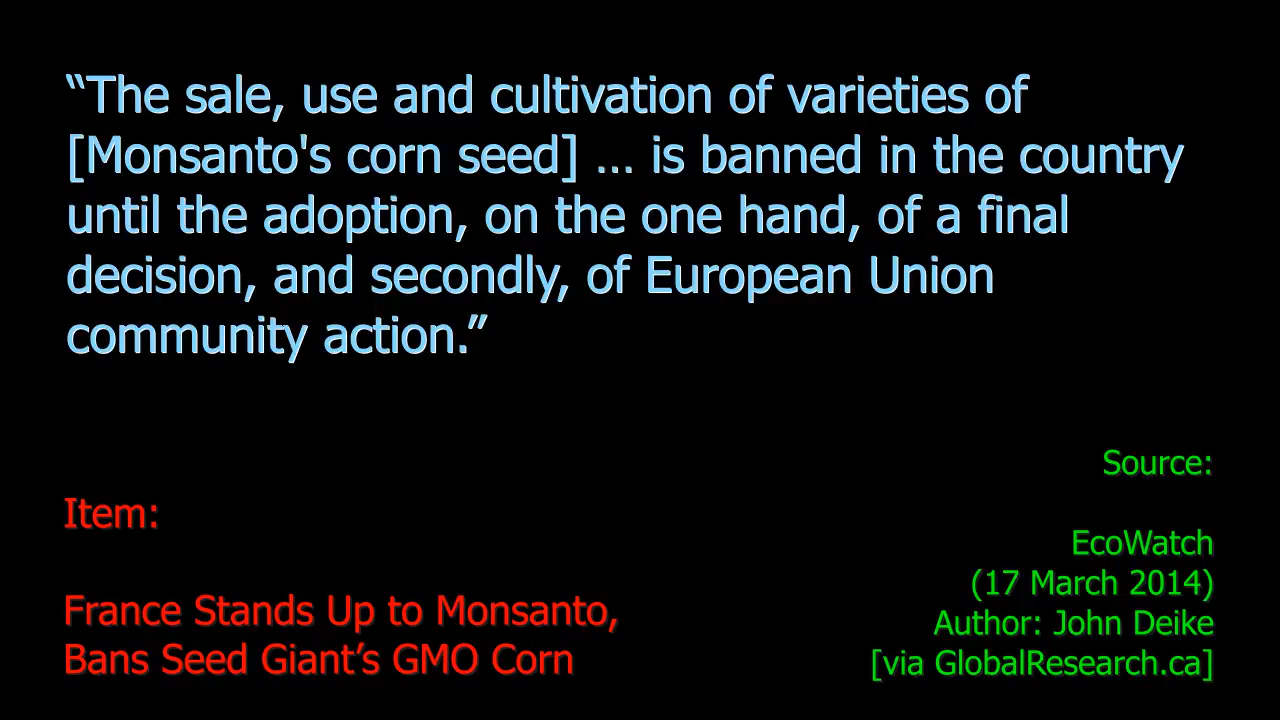 “The sale, use and cultivation of varieties of
[Monsanto's corn seed] … is banned in the country
until the adoption, on the one hand, of a final
decision, and secondly, of European Union
community action.”
Item:
France Stands Up to Monsanto,
Bans Seed Giant’s GMO Corn
Source:
EcoWatch
(17 March 2014)
Author: John Deike
[via GlobalResearch.ca]